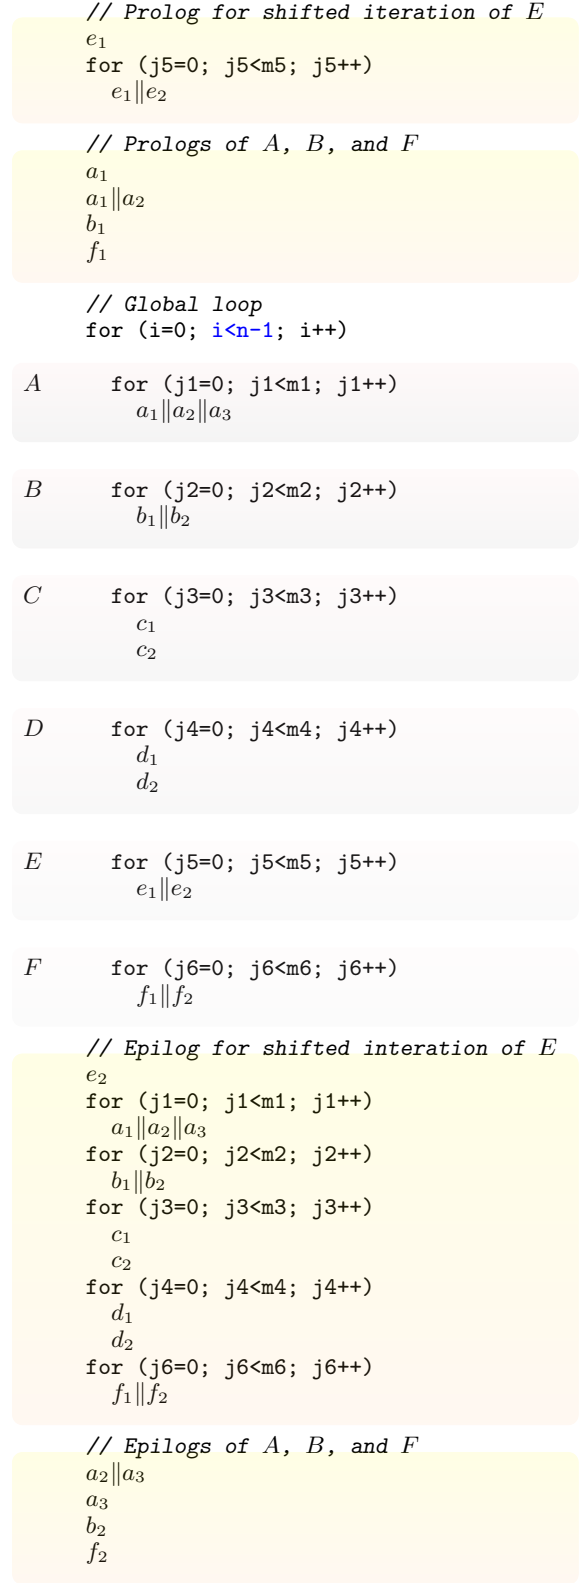 // Prolog for shifted iteration of E
e₁
for (j5=0; j5<m5; j5++)
e₁∥e₂
// Prologs of A, B, and F
a₁
a₁∥a₂
b₁
f₁
// Global loop
for (i=0; i<n-1; i++)
A for (j1=0; j1<m1; j1++)
a₁∥a₂∥a₃
B for (j2=0; j2<m2; j2++)
b₁∥b₂
C for (j3=0; j3<m3; j3++)
c₁
c₂
D for (j4=0; j4<m4; j4++)
d₁
d₂
E for (j5=0; j5<m5; j5++)
e₁∥e₂
F for (j6=0; j6<m6; j6++)
f₁∥f₂
// Epilog for shifted interation of E
e₂
for (j1=0; j1<m1; j1++)
a₁∥a₂∥a₃
for (j2=0; j2<m2; j2++)
b₁∥b₂
for (j3=0; j3<m3; j3++)
c₁
c₂
for (j4=0; j4<m4; j4++)
d₁
d₂
for (j6=0; j6<m6; j6++)
f₁∥f₂
// Epilogs of A, B, and F
a₂∥a₃
a₃
b₂
f₂